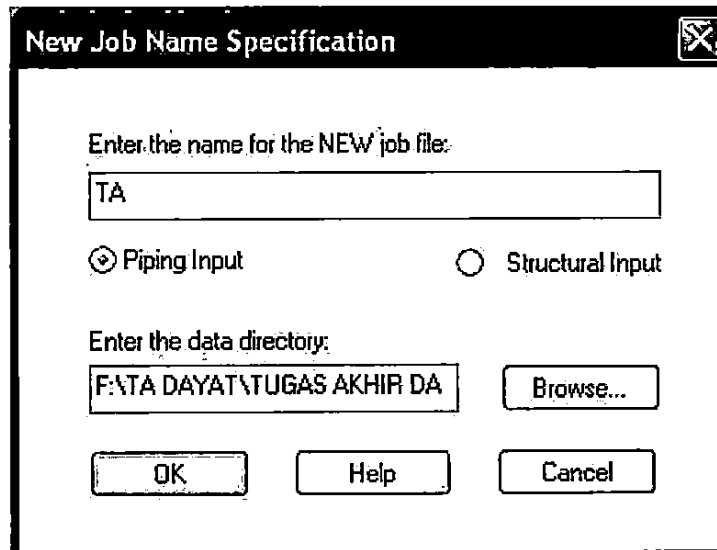 New Job Name Specification
Enter the name for the NEW job file:
TA
Piping Input Structural Input
Enter the data directory:
F:\TA DAYAT\TUGAS AKHIR DA Browse...
OK Help Cancel